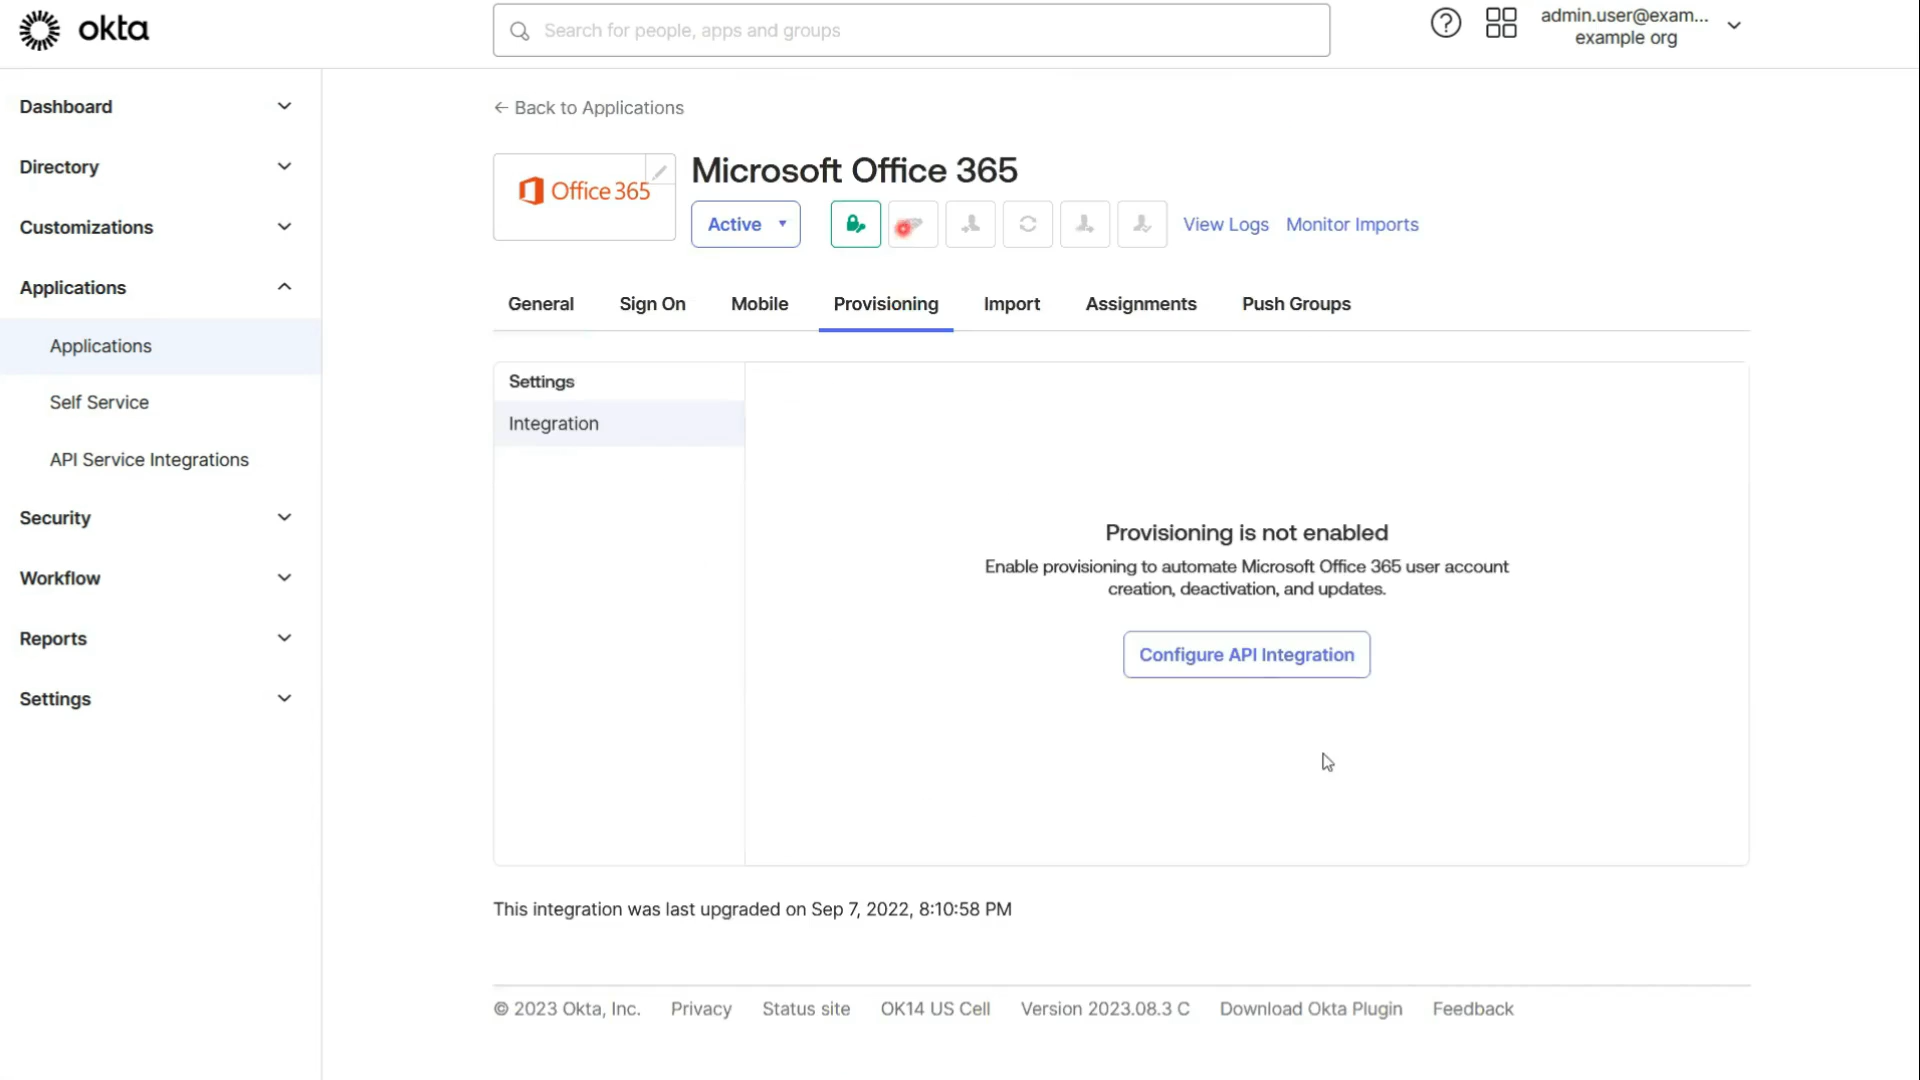 okta
Search for people, apps and groups
admin.user@exam...
example org
Dashboard
Directory
Customizations
Applications
Applications
Self Service
API Service Integrations
Security
Workflow
Reports
Settings
← Back to Applications
Office 365
Microsoft Office 365
Active
View Logs
Monitor Imports
General
Sign On
Mobile
Provisioning
Import
Assignments
Push Groups
Settings
Integration
Provisioning is not enabled
Enable provisioning to automate Microsoft Office 365 user account
creation, deactivation, and updates.
Configure API Integration
This integration was last upgraded on Sep 7, 2022, 8:10:58 PM
© 2023 Okta, Inc.
Privacy
Status site
OK14 US Cell
Version 2023.08.3 C
Download Okta Plugin
Feedback